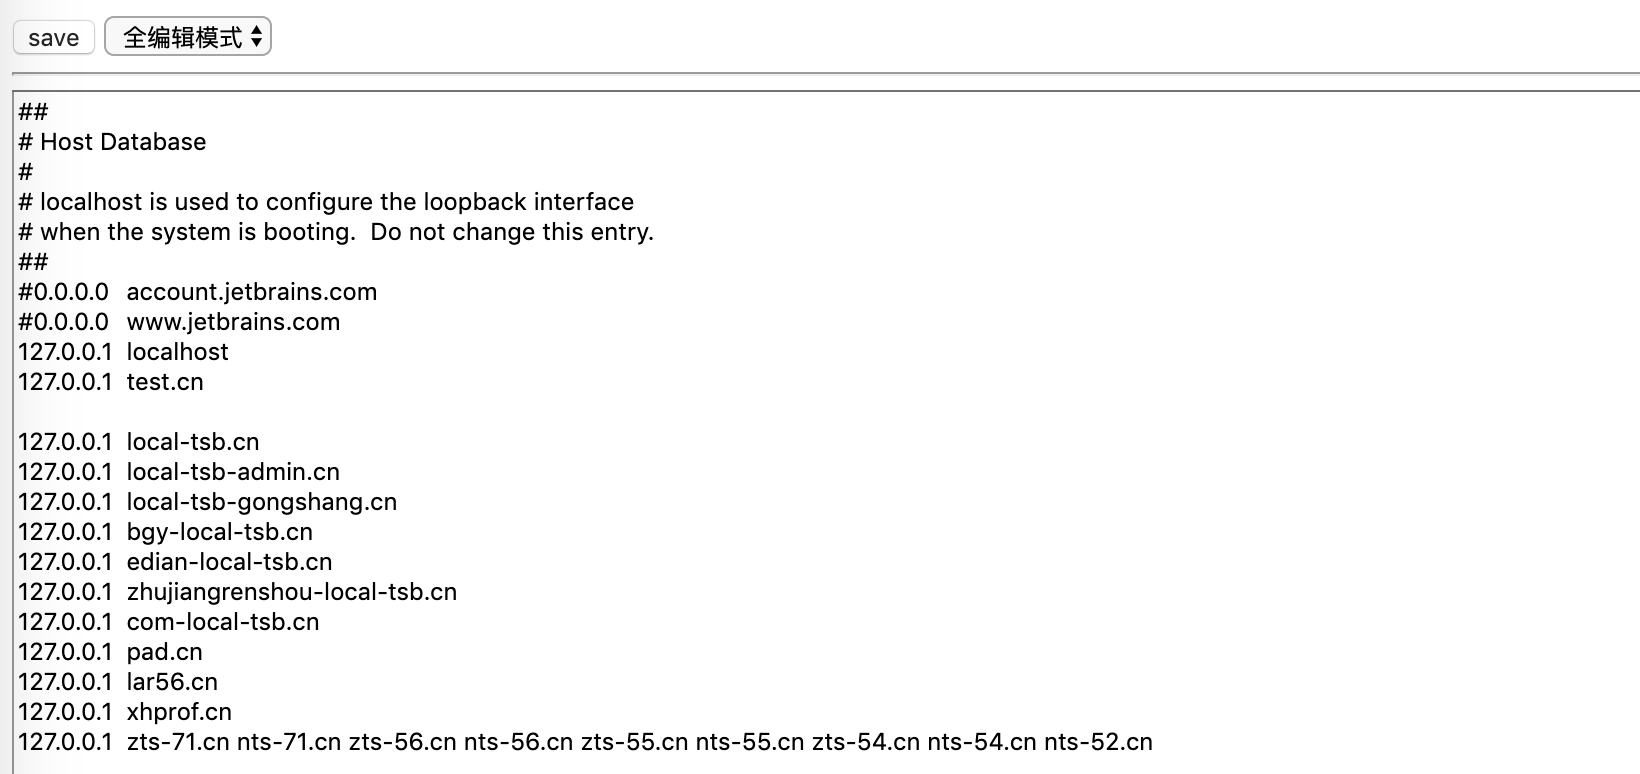 save 全编辑模式
##
# Host Database
#
# localhost is used to configure the loopback interface
# when the system is booting.  Do not change this entry.
##
#0.0.0.0 account.jetbrains.com
#0.0.0.0 www.jetbrains.com
127.0.0.1 localhost
127.0.0.1 test.cn
127.0.0.1 local-tsb.cn
127.0.0.1 local-tsb-admin.cn
127.0.0.1 local-tsb-gongshang.cn
127.0.0.1 bgy-local-tsb.cn
127.0.0.1 edian-local-tsb.cn
127.0.0.1 zhujiangrenshou-local-tsb.cn
127.0.0.1 com-local-tsb.cn
127.0.0.1 pad.cn
127.0.0.1 lar56.cn
127.0.0.1 xhprof.cn
127.0.0.1 zts-71.cn nts-71.cn zts-56.cn nts-56.cn zts-55.cn nts-55.cn zts-54.cn nts-54.cn nts-52.cn